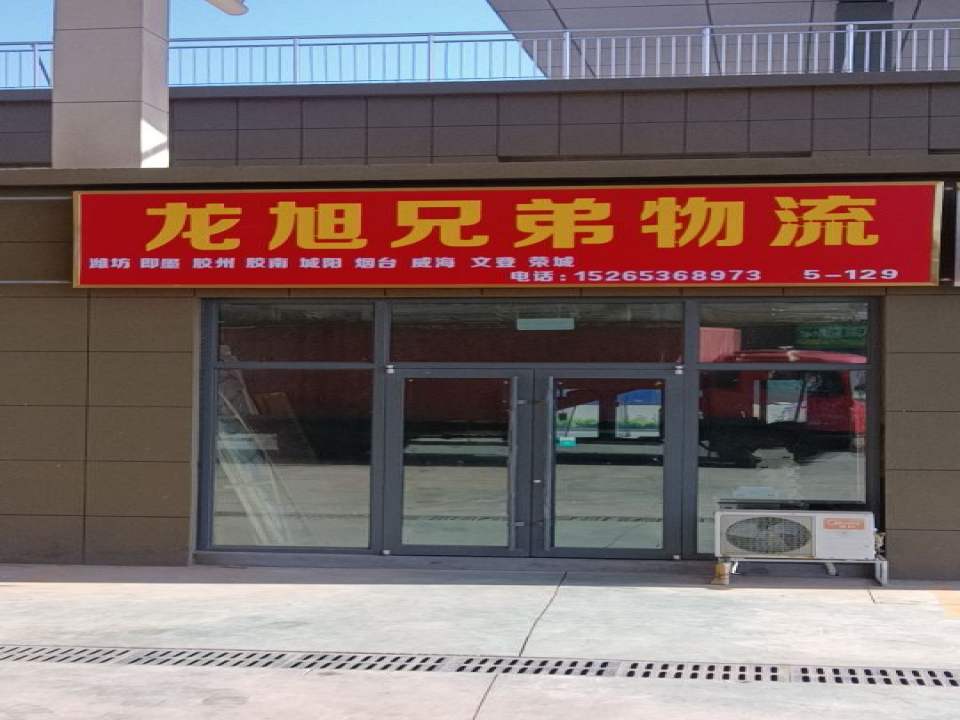 龙旭兄弟物流
潍坊 即墨 胶州 胶南 城阳 烟台 威海 文登 荣城
电话：15265368973 5-129